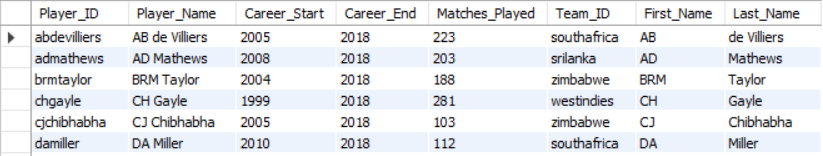 Player_ID Player_Name Career_Start Career_End Matches_Played Team_ID First_Name Last_Name
abdevilliers AB de Villiers 2005 2018 223 southafrica AB de Villiers
admathews AD Mathews 2008 2018 203 srilanka AD Mathews
brmtaylor BRM Taylor 2004 2018 188 zimbabwe BRM Taylor
chgayle CH Gayle 1999 2018 281 westindies CH Gayle
cjchibhabha CJ Chibhabha 2005 2018 103 zimbabwe CJ Chibhabha
damiller DA Miller 2010 2018 112 southafrica DA Miller